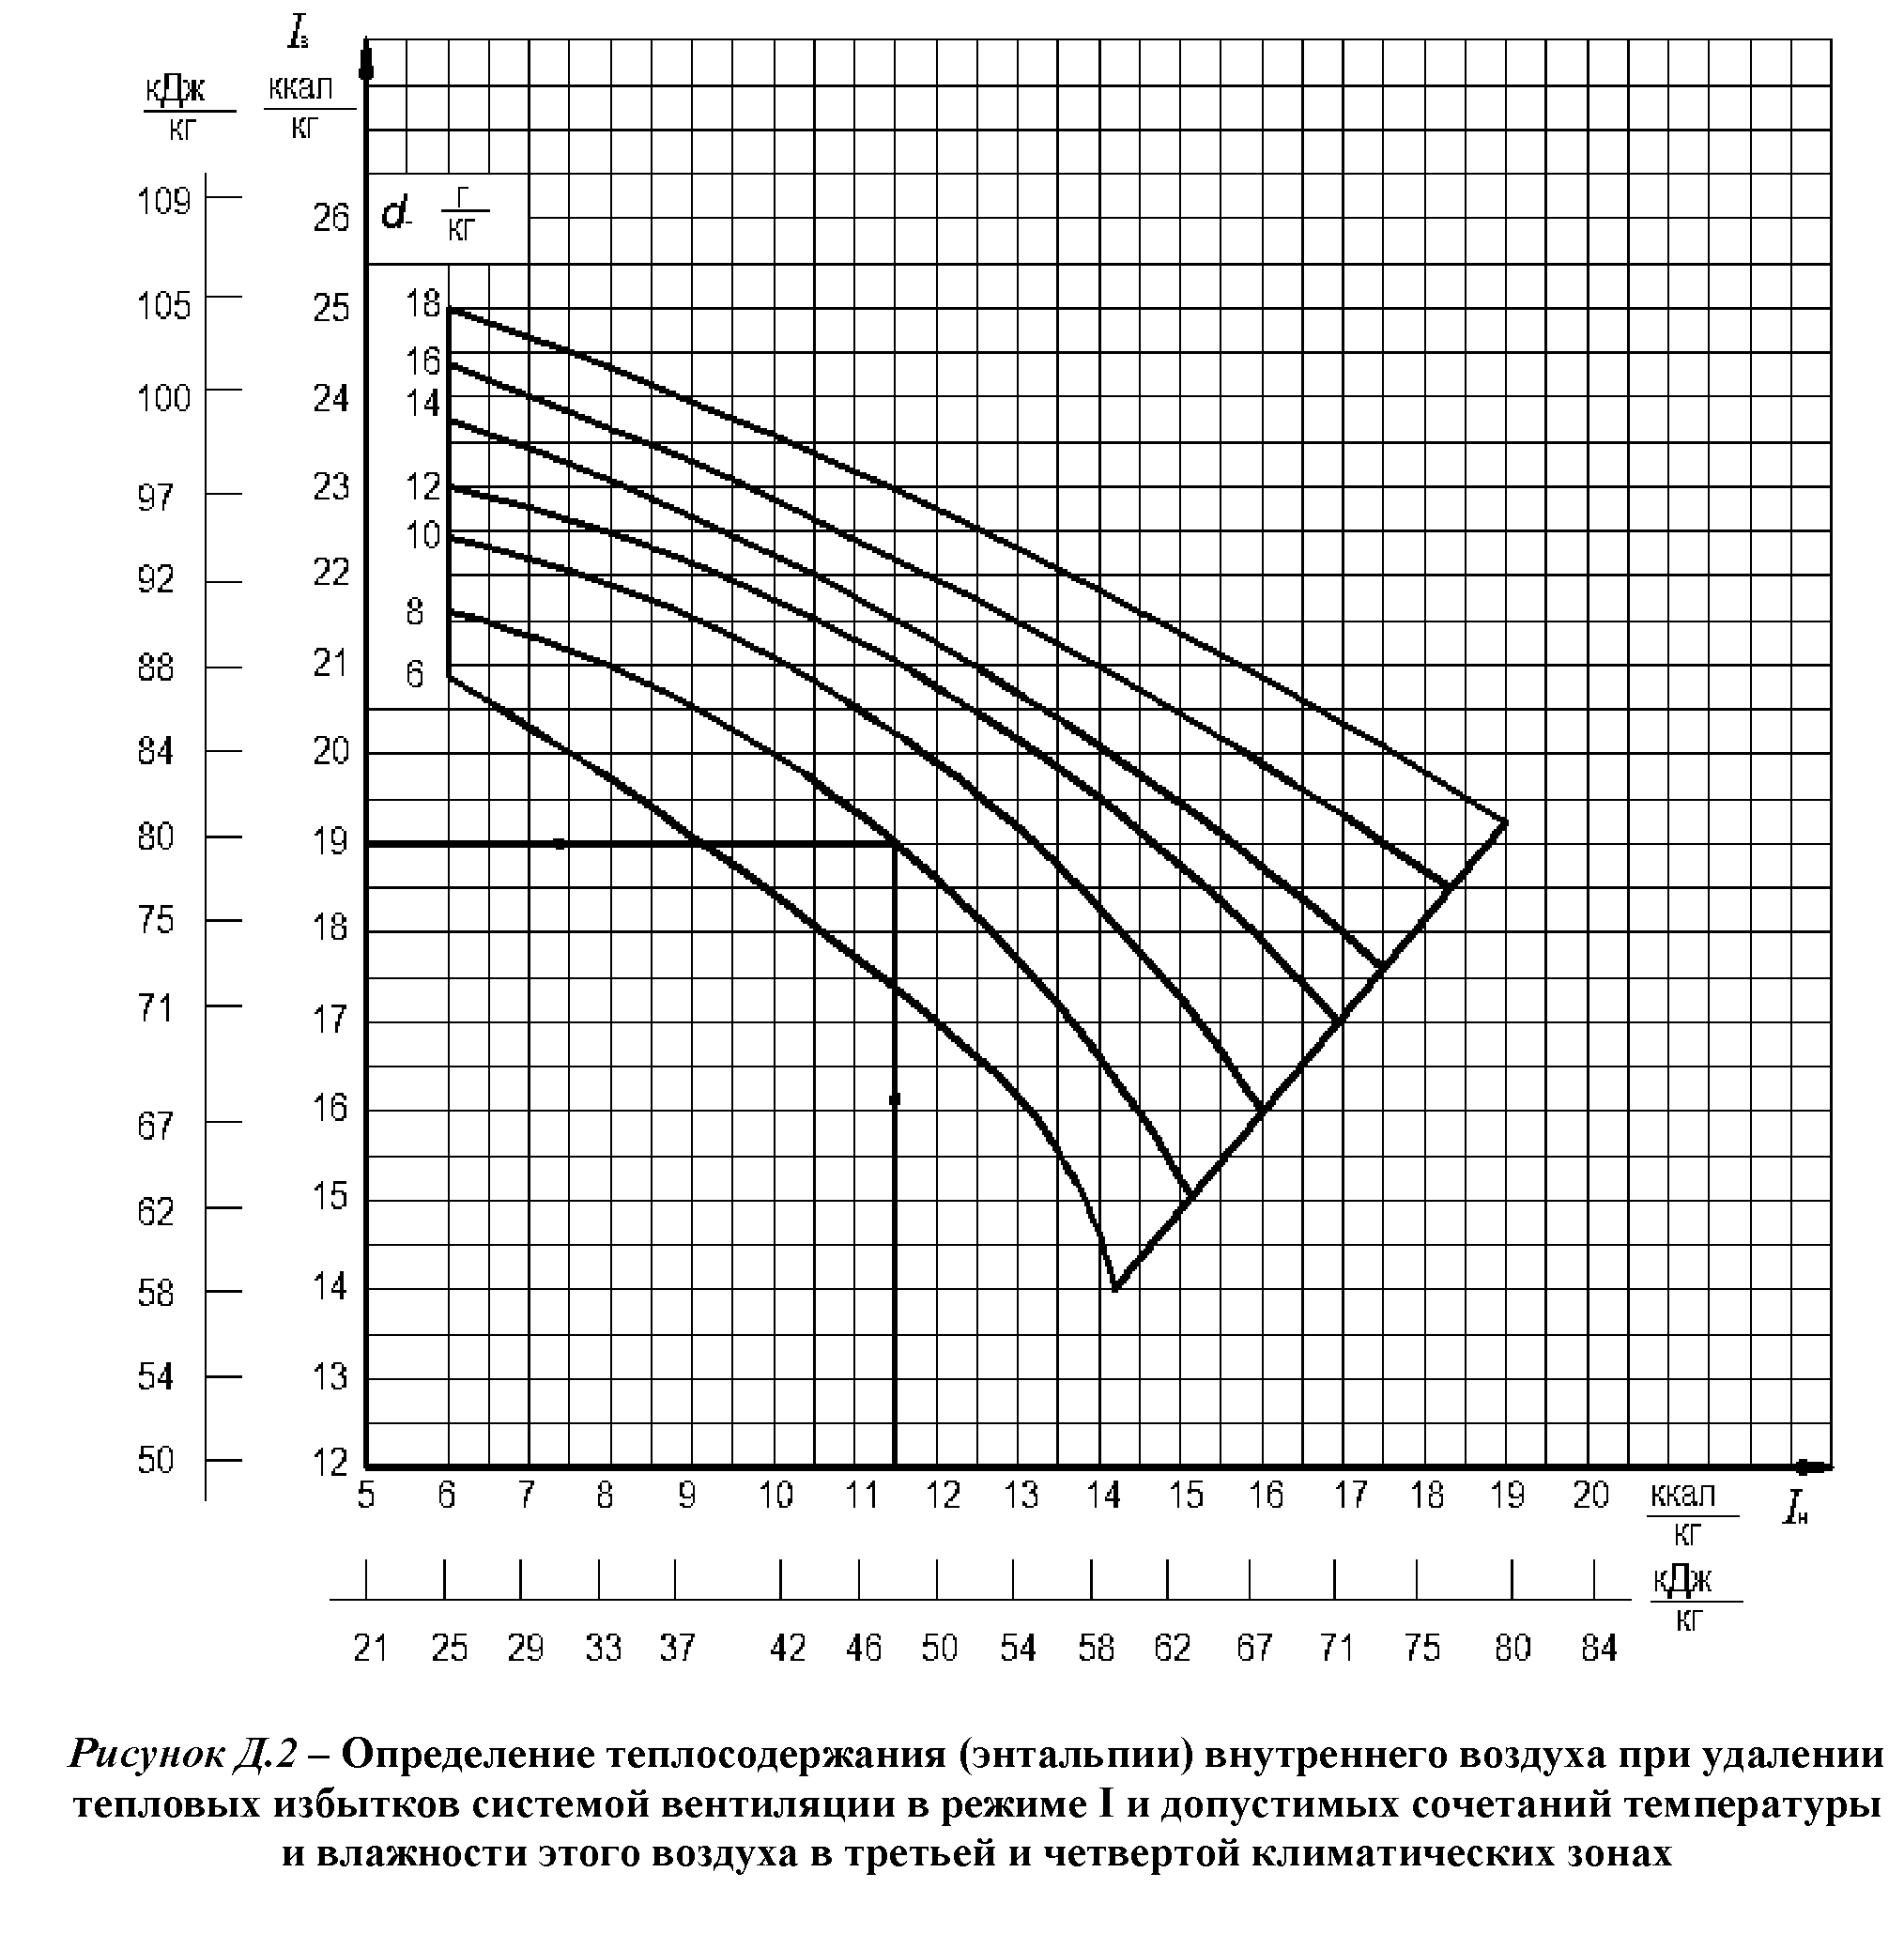 Iв
кДж/кг ккал/кг
109 26 d- г/кг
105 25 18
16
100 24 14
97 23 12
10
92 22
8
88 21 6
84 20
80 19
75 18
71 17
67 16
62 15
58 14
54 13
50 12
5 6 7 8 9 10 11 12 13 14 15 16 17 18 19 20 ккал/кг Iн
кДж/кг
21 25 29 33 37 42 46 50 54 58 62 67 71 75 80 84
Рисунок Д.2 – Определение теплосодержания (энтальпии) внутреннего воздуха при удалении
тепловых избытков системой вентиляции в режиме I и допустимых сочетаний температуры
и влажности этого воздуха в третьей и четвертой климатических зонах